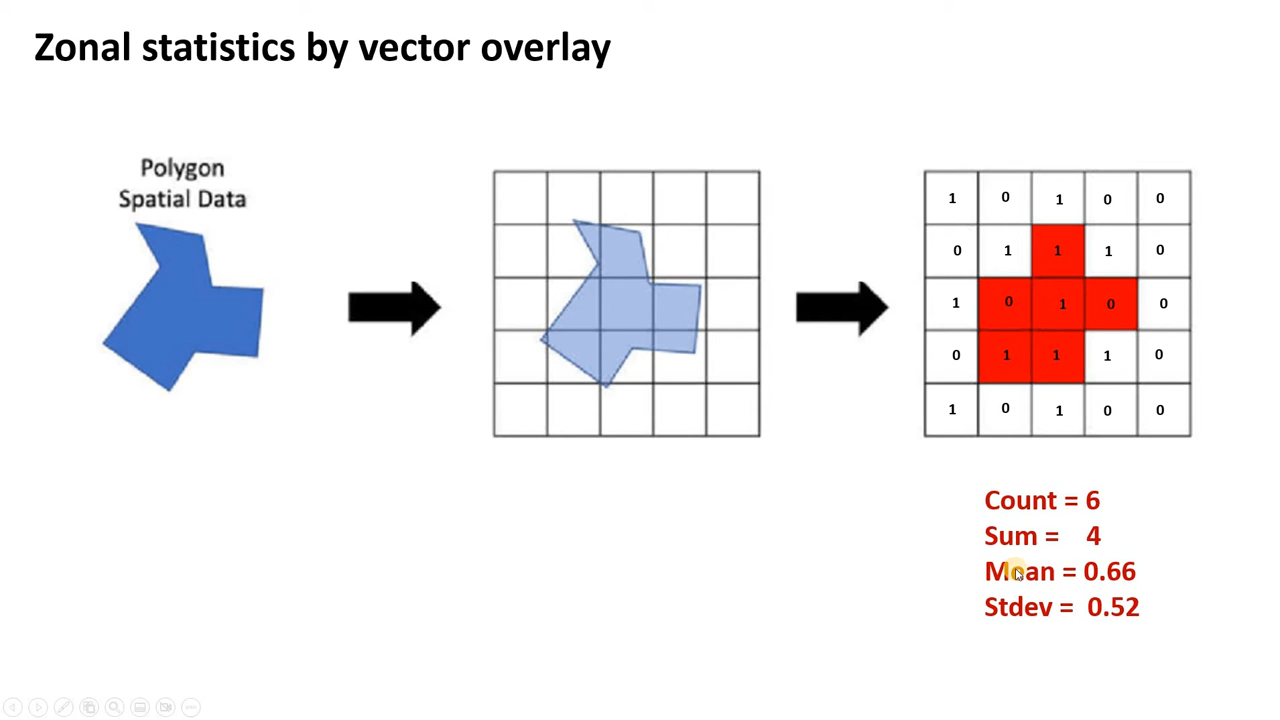 Zonal statistics by vector overlay
Polygon
Spatial Data
1 0 1 0 0
0 1 1 1 0
1 0 1 0 0
0 1 1 1 0
1 0 1 0 0
Count = 6
Sum = 4
Mean = 0.66
Stdev = 0.52